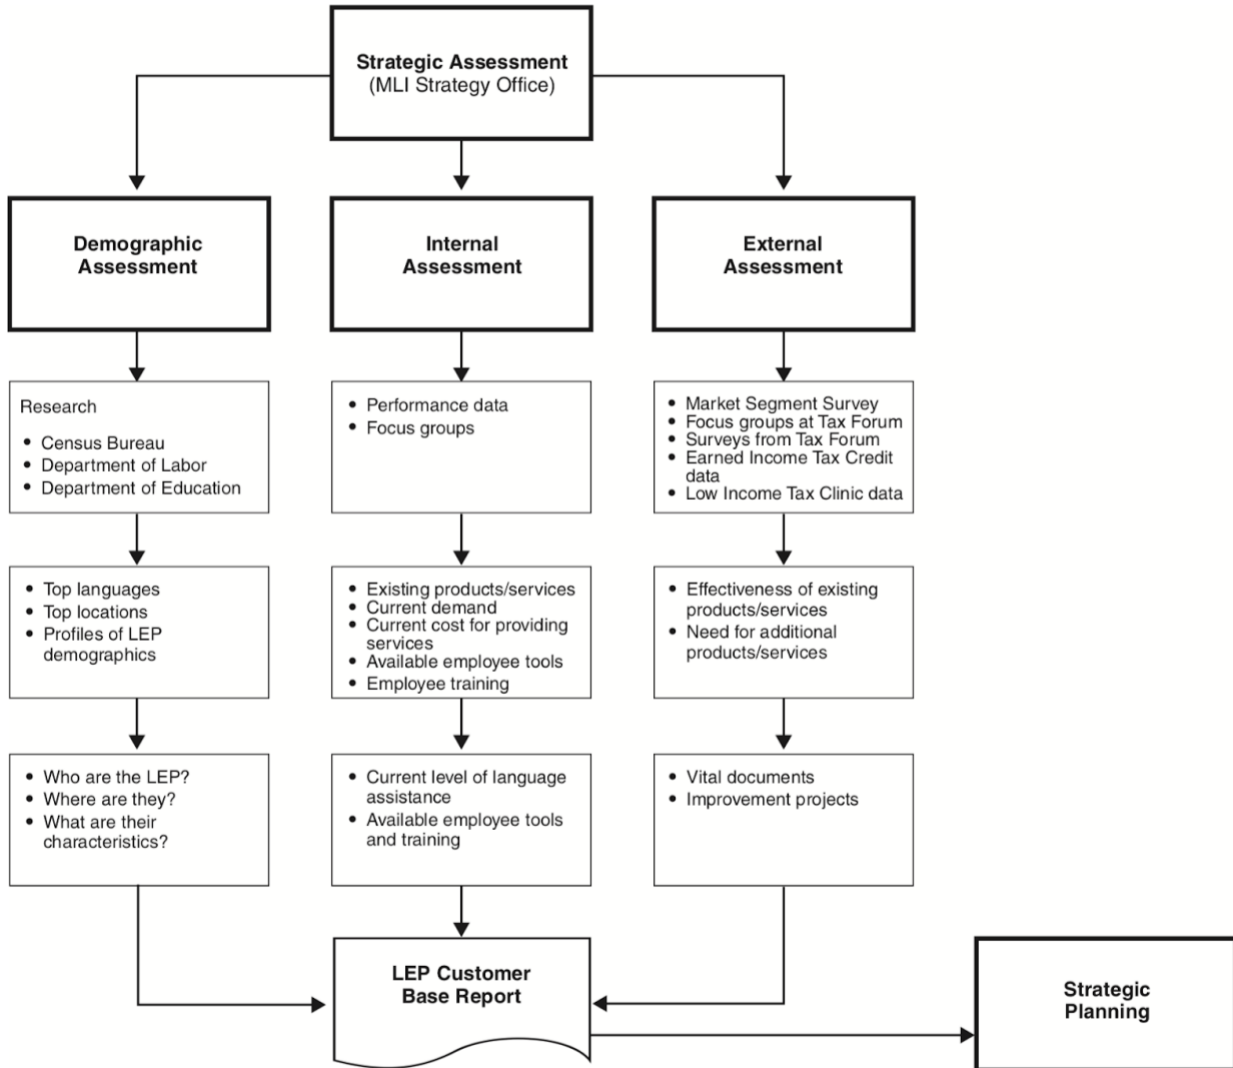 Strategic Assessment
(MLI Strategy Office)
Demographic
Assessment
Internal
Assessment
External
Assessment
Research
• Census Bureau
• Department of Labor
• Department of Education
• Performance data
• Focus groups
• Market Segment Survey
• Focus groups at Tax Forum
• Surveys from Tax Forum
• Earned Income Tax Credit
data
• Low Income Tax Clinic data
• Top languages
• Top locations
• Profiles of LEP
demographics
• Existing products/services
• Current demand
• Current cost for providing
services
• Available employee tools
• Employee training
• Effectiveness of existing
products/services
• Need for additional
products/services
• Who are the LEP?
• Where are they?
• What are their
characteristics?
• Current level of language
assistance
• Available employee tools
and training
• Vital documents
• Improvement projects
LEP Customer
Base Report
Strategic
Planning